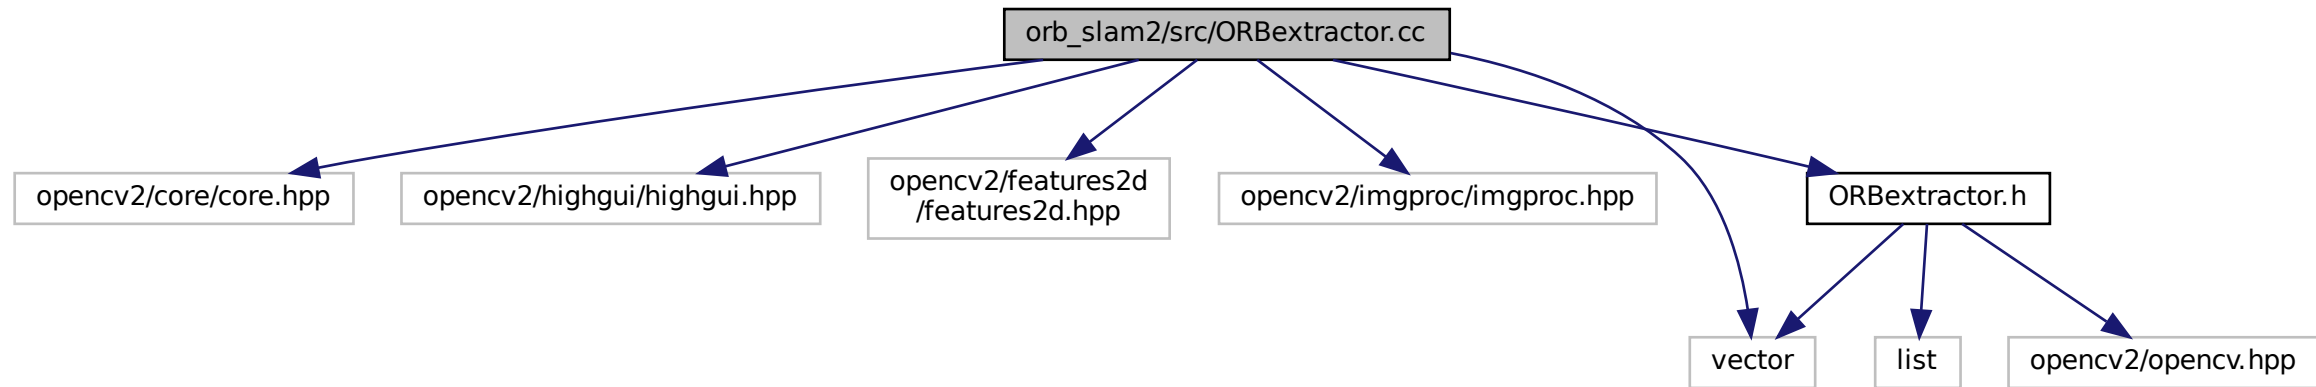 orb_slam2/src/ORBextractor.cc
opencv2/core/core.hpp
opencv2/highgui/highgui.hpp
opencv2/features2d
/features2d.hpp
opencv2/imgproc/imgproc.hpp
ORBextractor.h
vector
list
opencv2/opencv.hpp